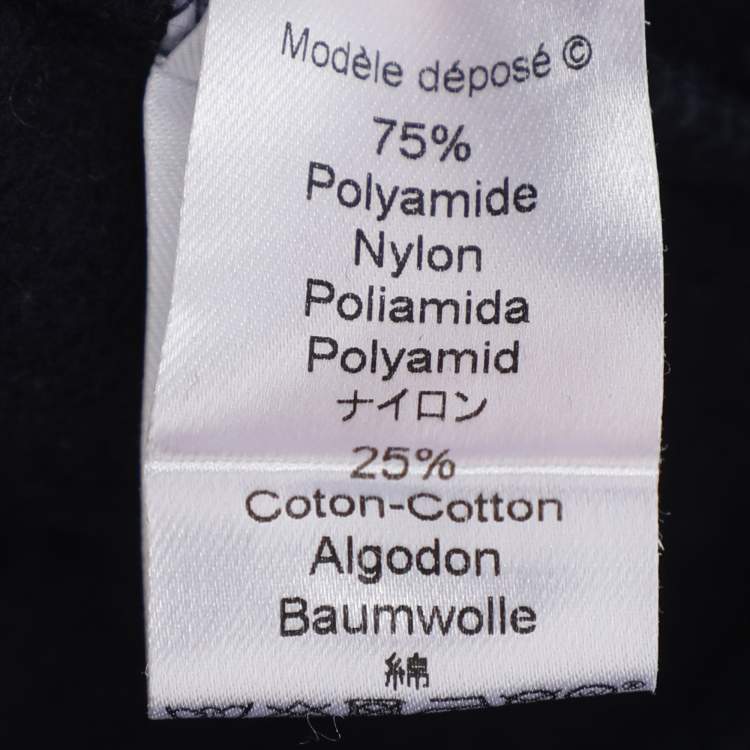 Modèle déposé ©
75%
Polyamide
Nylon
Poliamida
Polyamid
ナイロン
25%
Coton-Cotton
Algodon
Baumwolle
綿